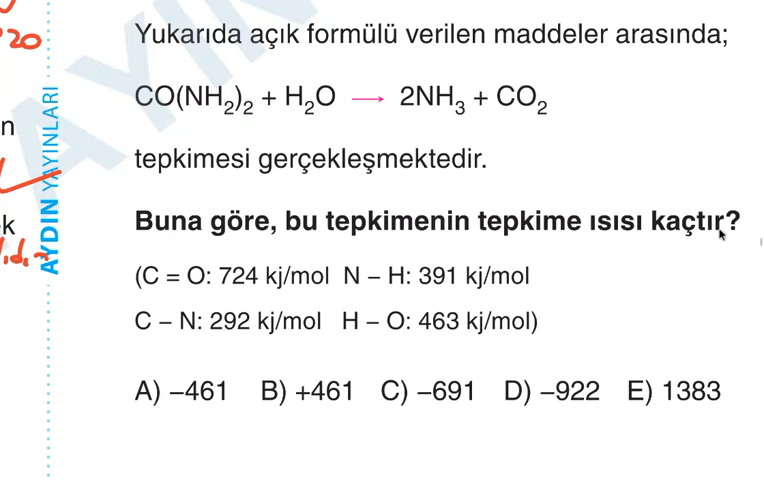 Yukarıda açık formülü verilen maddeler arasında;
20
CO(NH₂)₂ + H₂O ⟶ 2NH₃ + CO₂
n
tepkimesi gerçekleşmektedir.
AYDIN YAYINLARI
Buna göre, bu tepkimenin tepkime ısısı kaçtır?
k
(C = O: 724 kj/mol N – H: 391 kj/mol
C – N: 292 kj/mol H – O: 463 kj/mol)
A) –461 B) +461 C) –691 D) –922 E) 1383